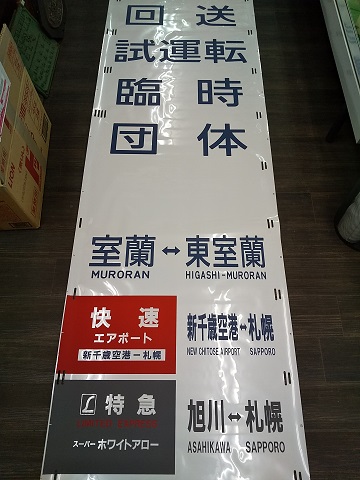 回送
試運転
臨時
団体
室蘭↔東室蘭
MURORAN HIGASHI-MURORAN
快速
エアポート
新千歳空港−札幌
新千歳空港↔札幌
NEW CHITOSE AIRPORT SAPPORO
L特急
LIMITED EXPRESS
スーパーホワイトアロー
旭川↔札幌
ASAHIKAWA SAPPORO